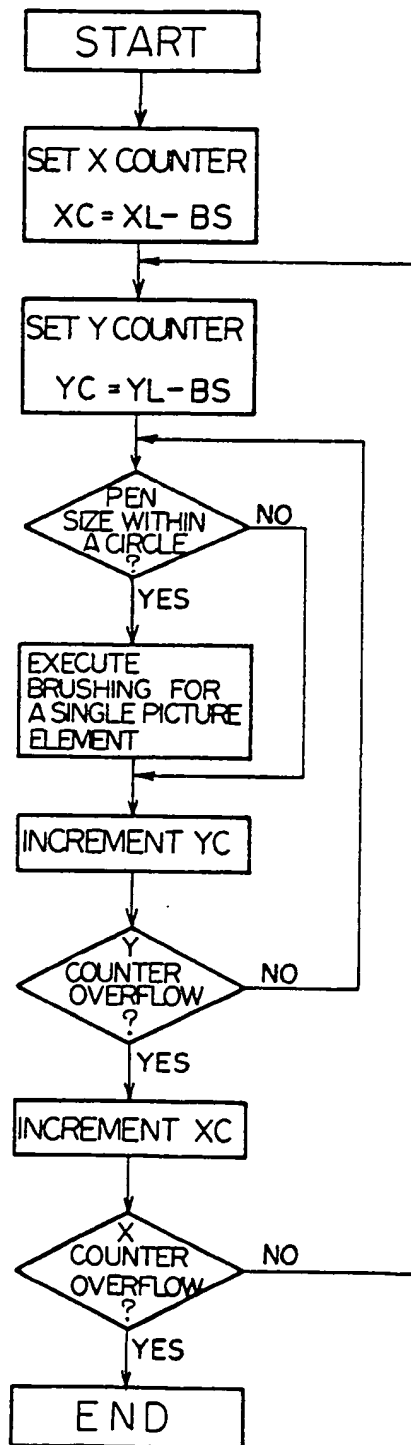 START
SET X COUNTER
XC = XL- BS
SET Y COUNTER
YC = YL-BS
PEN
SIZE WITHIN
A CIRCLE
?
NO
YES
EXECUTE
BRUSHING FOR
A SINGLE PICTURE
ELEMENT
INCREMENT YC
Y
COUNTER
OVERFLOW
?
NO
YES
INCREMENT XC
X
COUNTER
OVERFLOW
?
NO
YES
END